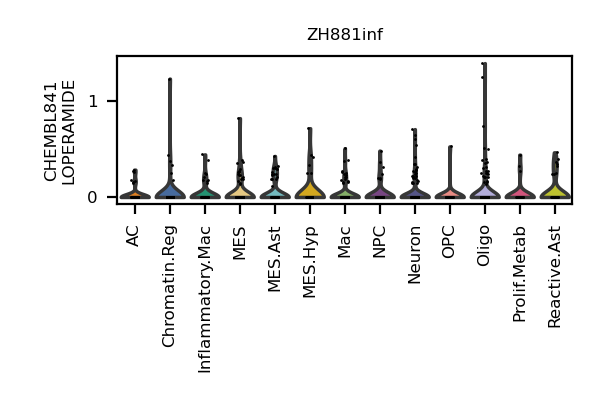 ZH881inf
CHEMBL841
LOPERAMIDE
1
0
AC
Chromatin.Reg
Inflammatory.Mac
MES
MES.Ast
MES.Hyp
Mac
NPC
Neuron
OPC
Oligo
Prolif.Metab
Reactive.Ast